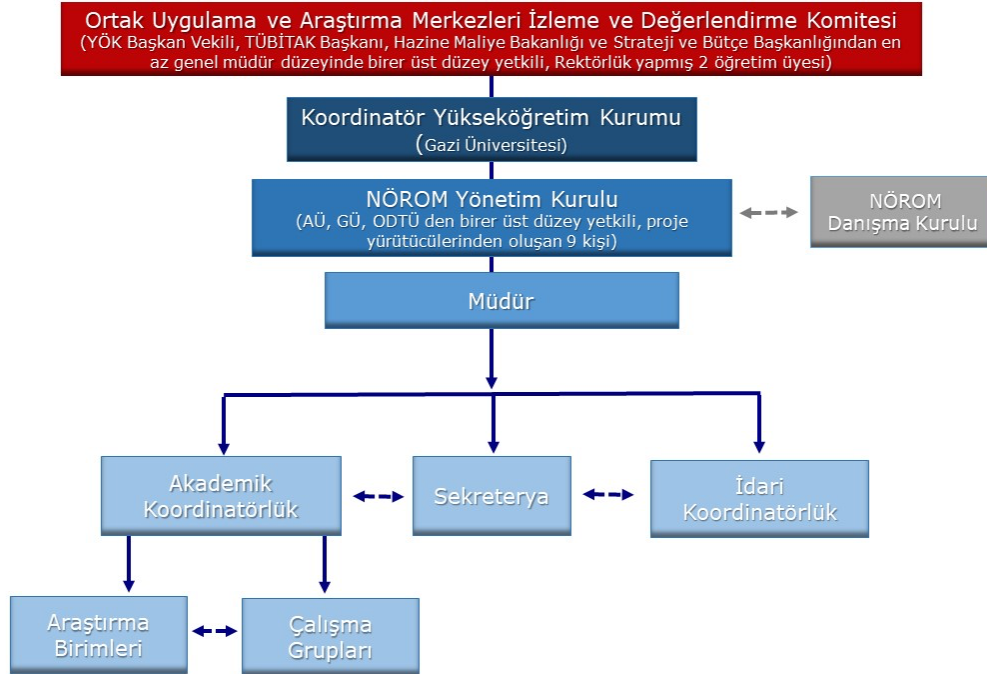 Ortak Uygulama ve Araştırma Merkezleri İzleme ve Değerlendirme Komitesi
(YÖK Başkan Vekili, TÜBİTAK Başkanı, Hazine Maliye Bakanlığı ve Strateji ve Bütçe Başkanlığından en
az genel müdür düzeyinde birer üst düzey yetkili, Rektörlük yapmış 2 öğretim üyesi)
Koordinatör Yükseköğretim Kurumu
(Gazi Üniversitesi)
NÖROM Yönetim Kurulu
(AÜ, GÜ, ODTÜ den birer üst düzey yetkili, proje
yürütücülerinden oluşan 9 kişi)
NÖROM
Danışma Kurulu
Müdür
Akademik
Koordinatörlük
Sekreterya
İdari
Koordinatörlük
Araştırma
Birimleri
Çalışma
Grupları